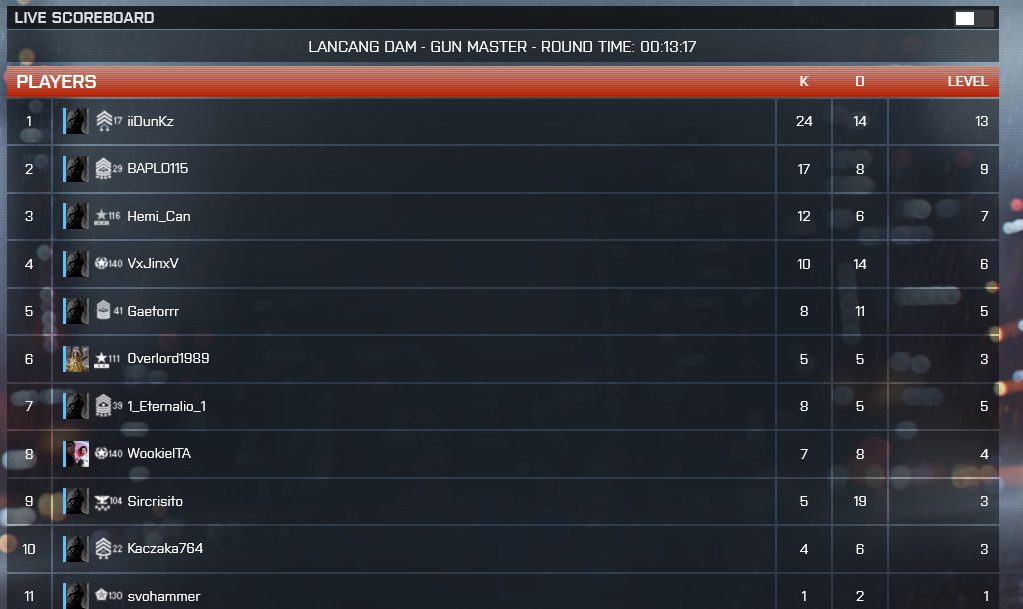 LIVE SCOREBOARD
LANCANG DAM - GUN MASTER - ROUND TIME: 00:13:17
PLAYERS K D LEVEL
1 17 iiDunKz 24 14 13
2 29 BAPL0115 17 8 9
3 116 Hemi_Can 12 6 7
4 140 VxJinxV 10 14 6
5 41 Gaetorrr 8 11 5
6 111 0verlord1989 5 5 3
7 39 1_Eternalio_1 8 5 5
8 140 WookieITA 7 8 4
9 104 Sircrisito 5 19 3
10 22 Kaczaka764 4 6 3
11 130 svohammer 1 2 1